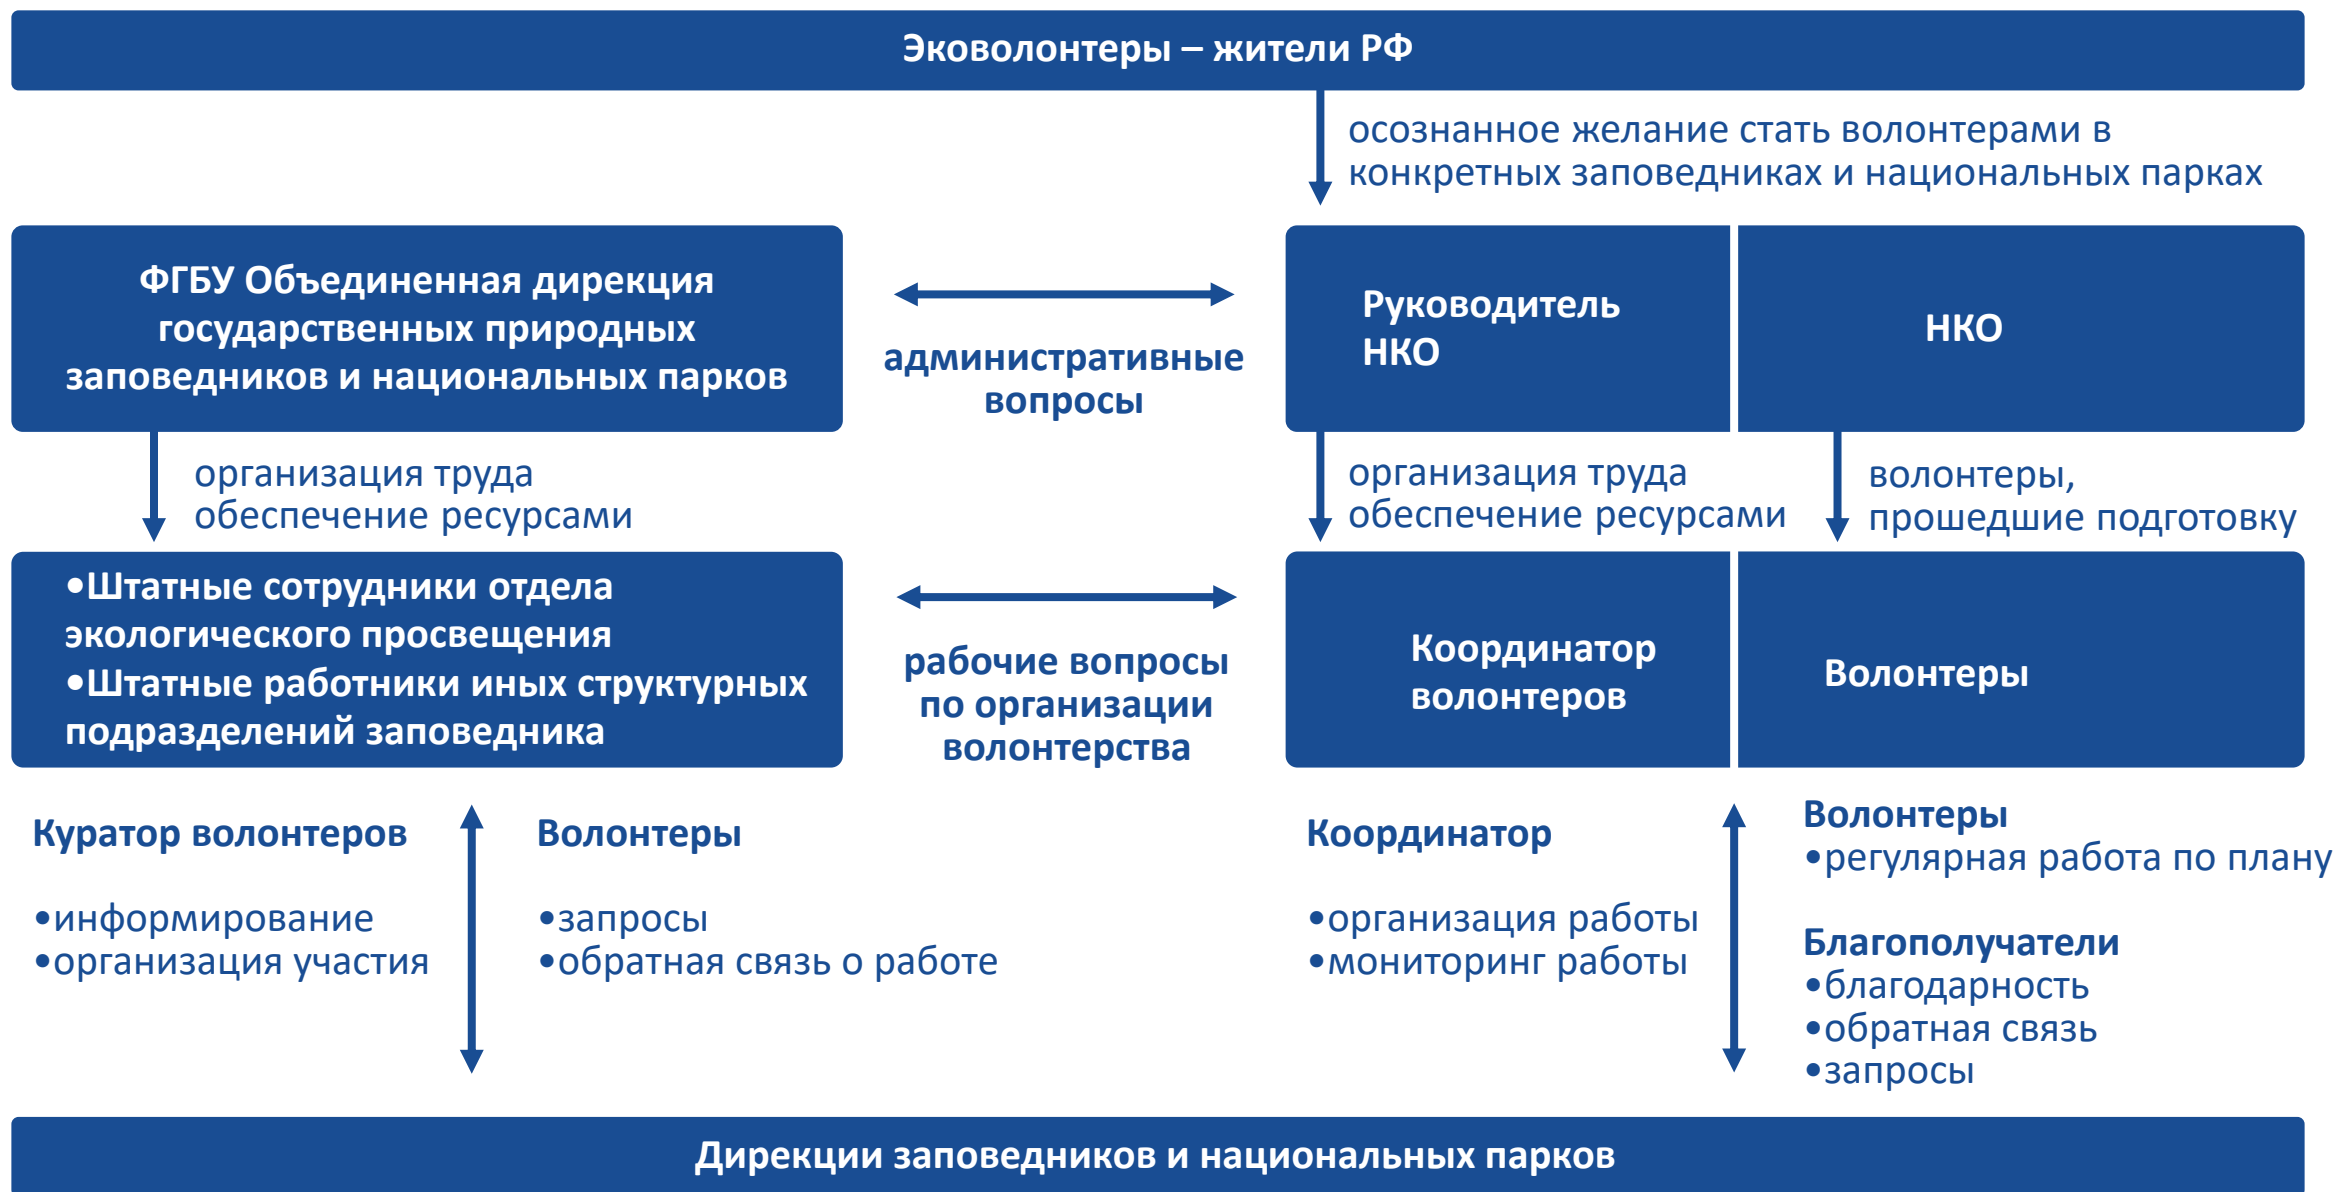 Эковолонтеры – жители РФ
осознанное желание стать волонтерами в
конкретных заповедниках и национальных парках
ФГБУ Объединенная дирекция
государственных природных
заповедников и национальных парков
административные
вопросы
Руководитель
НКО
НКО
организация труда
обеспечение ресурсами
организация труда
обеспечение ресурсами
волонтеры,
прошедшие подготовку
•Штатные сотрудники отдела
экологического просвещения
•Штатные работники иных структурных
подразделений заповедника
рабочие вопросы
по организации
волонтерства
Координатор
волонтеров
Волонтеры
Куратор волонтеров
•информирование
•организация участия
Волонтеры
•запросы
•обратная связь о работе
Координатор
•организация работы
•мониторинг работы
Волонтеры
•регулярная работа по плану
Благополучатели
•благодарность
•обратная связь
•запросы
Дирекции заповедников и национальных парков